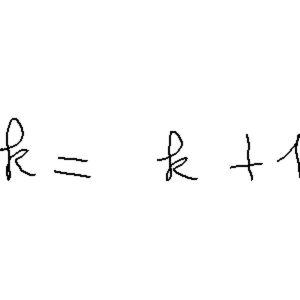 k = k + 1